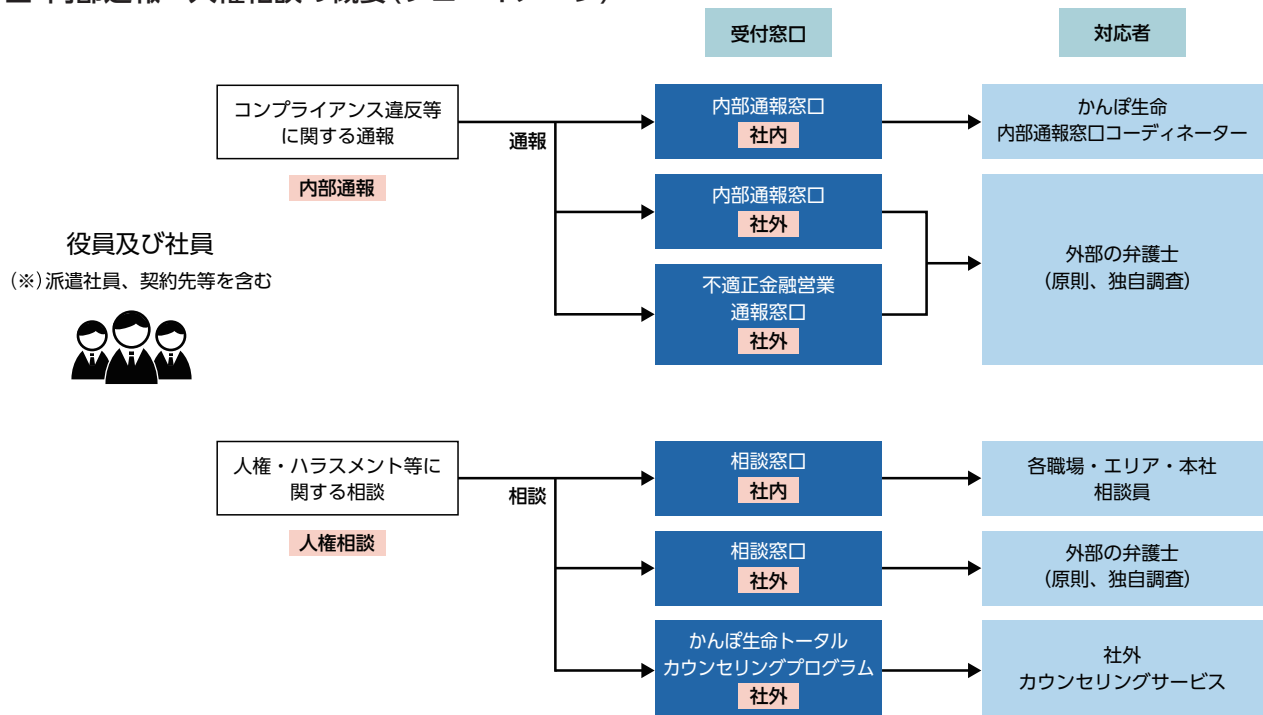 受付窓口
対応者
コンプライアンス違反等
に関する通報
内部通報
通報
内部通報窓口
社内
かんぽ生命
内部通報窓口コーディネーター
内部通報窓口
社外
不適正金融営業
通報窓口
社外
外部の弁護士
(原則、独自調査)
役員及び社員
(※)派遣社員、契約先等を含む
人権・ハラスメント等に
関する相談
人権相談
相談
相談窓口
社内
各職場・エリア・本社
相談員
相談窓口
社外
外部の弁護士
(原則、独自調査)
かんぽ生命トータル
カウンセリングプログラム
社外
社外
カウンセリングサービス